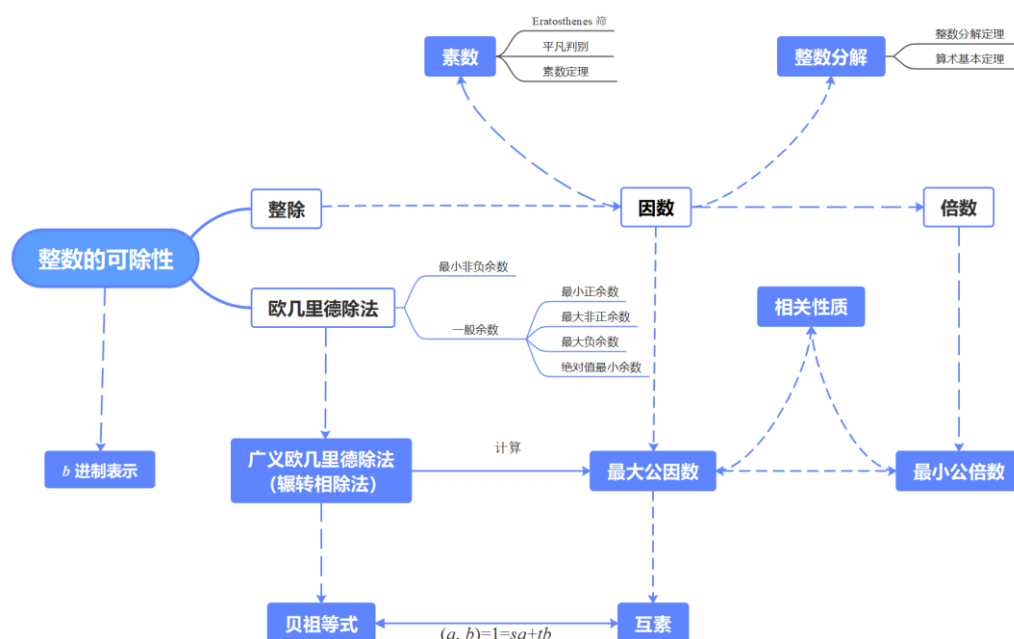 Eratosthenes 筛
素数
平凡判别
素数定理
整数分解
整数分解定理
算术基本定理
整除
因数
倍数
整数的可除性
欧几里德除法
最小非负余数
一般余数
最小正余数
最大非正余数
最大负余数
绝对值最小余数
相关性质
b 进制表示
广义欧几里德除法
（辗转相除法）
计算
最大公因数
最小公倍数
贝祖等式
(a, b)=1=sa+tb
互素